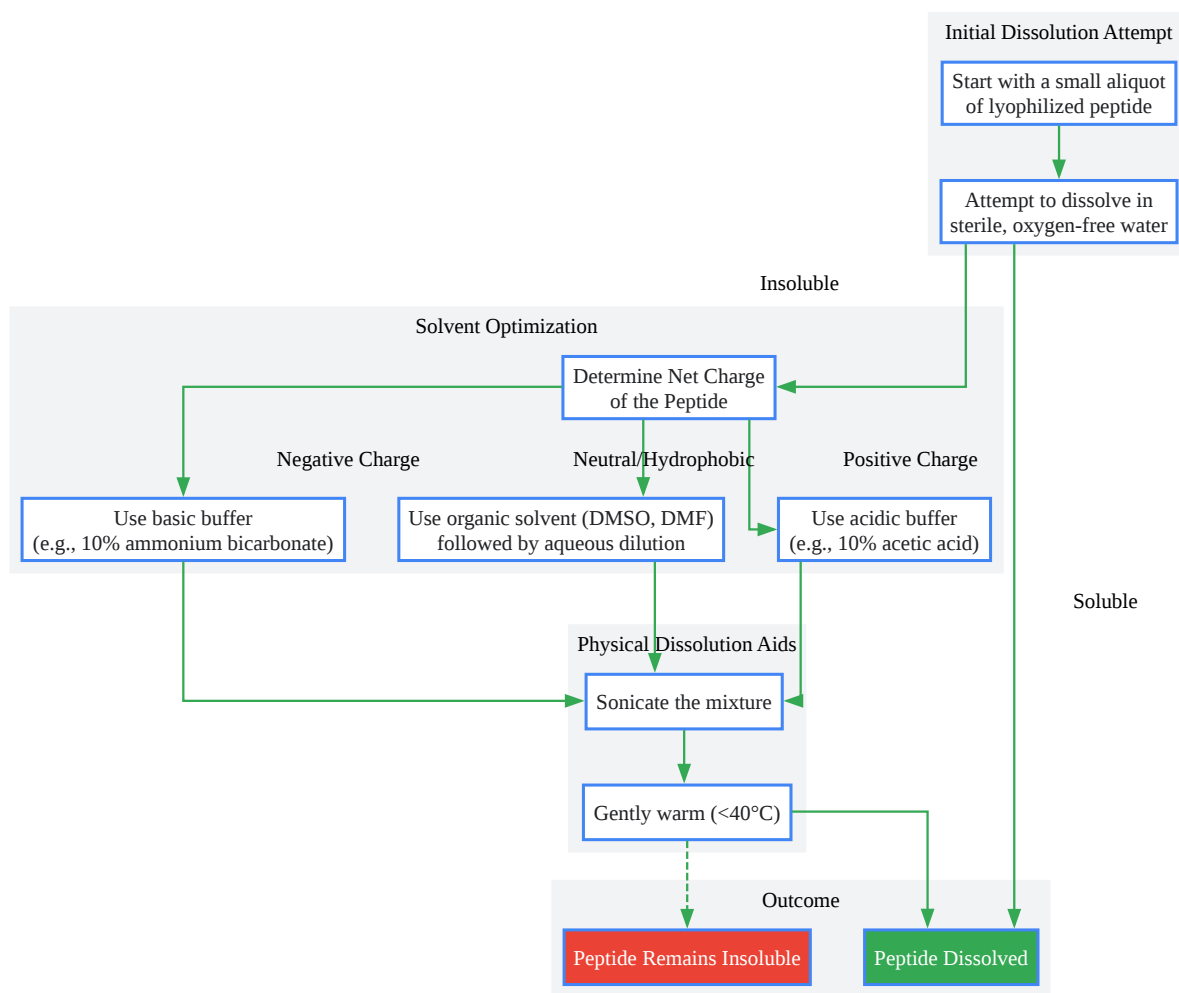 Initial Dissolution Attempt
Start with a small aliquot
of lyophilized peptide
Attempt to dissolve in
sterile, oxygen-free water
Insoluble
Solvent Optimization
Determine Net Charge
of the Peptide
Negative Charge
Neutral/Hydrophobic
Positive Charge
Use basic buffer
(e.g., 10% ammonium bicarbonate)
Use organic solvent (DMSO, DMF)
followed by aqueous dilution
Use acidic buffer
(e.g., 10% acetic acid)
Soluble
Physical Dissolution Aids
Sonicate the mixture
Gently warm (<40°C)
Outcome
Peptide Remains Insoluble
Peptide Dissolved